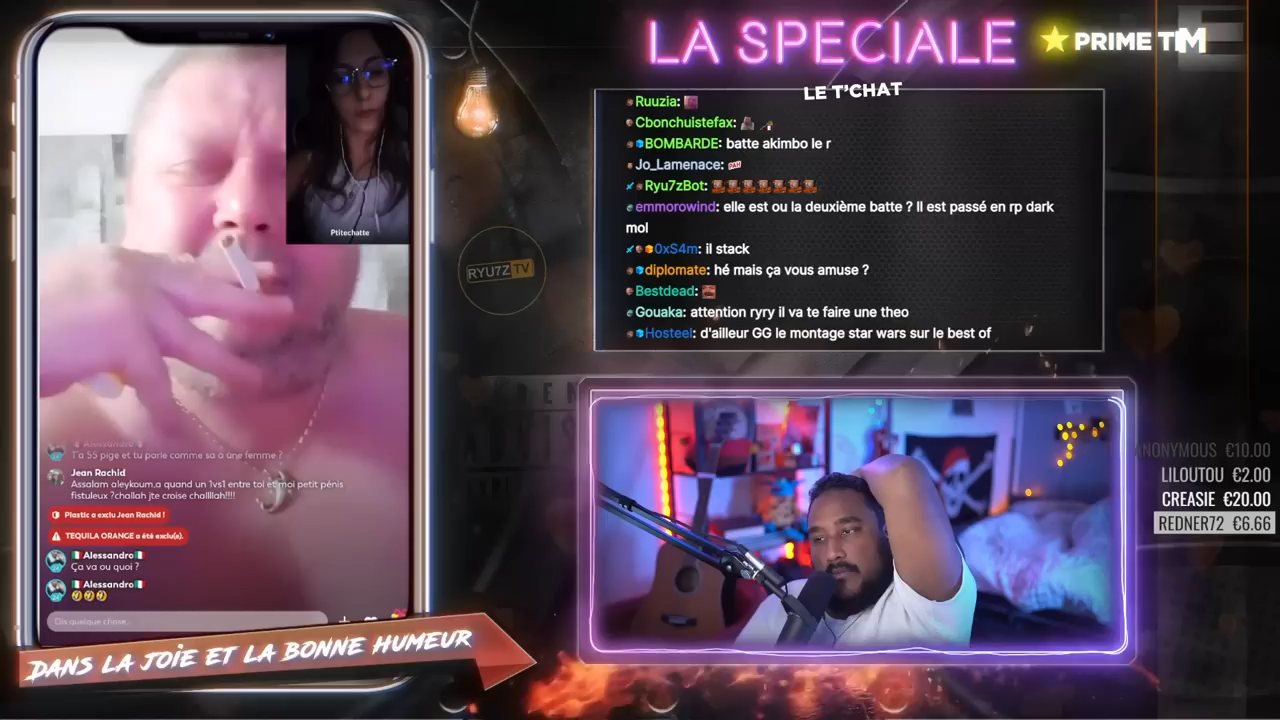 LA SPECIALE
PRIME TM
LE T'CHAT
Ruuzia:
Cbonchuistefax:
BOMBARDE: batte akimbo le r
Jo_Lamenace: PAF
Ryu7zBot:
emmorowind: elle est ou la deuxième batte ? Il est passé en rp dark
mol
0xS4m: il stack
diplomate: hé mais ça vous amuse ?
Bestdead:
Gouaka: attention ryry il va te faire une theo
Hosteel: d'ailleur GG le montage star wars sur le best of
Ptitechatte
RYU7Z TV
Alessandro
T'a 55 pige et tu parle comme sa à une femme ?
Jean Rachid
Assalam aleykoum,a quand un 1vs1 entre toi et moi petit pénis
fistuleux ?challah jte croise challllah!!!!
Plastic a exclu Jean Rachid !
TEQUILA ORANGE a été exclu(e).
Alessandro
Ça va ou quoi ?
Alessandro
Dis quelque chose...
DANS LA JOIE ET LA BONNE HUMEUR
ANONYMOUS €10.00
LILOUTOU €2.00
CREASIE €20.00
REDNER72 €6.66